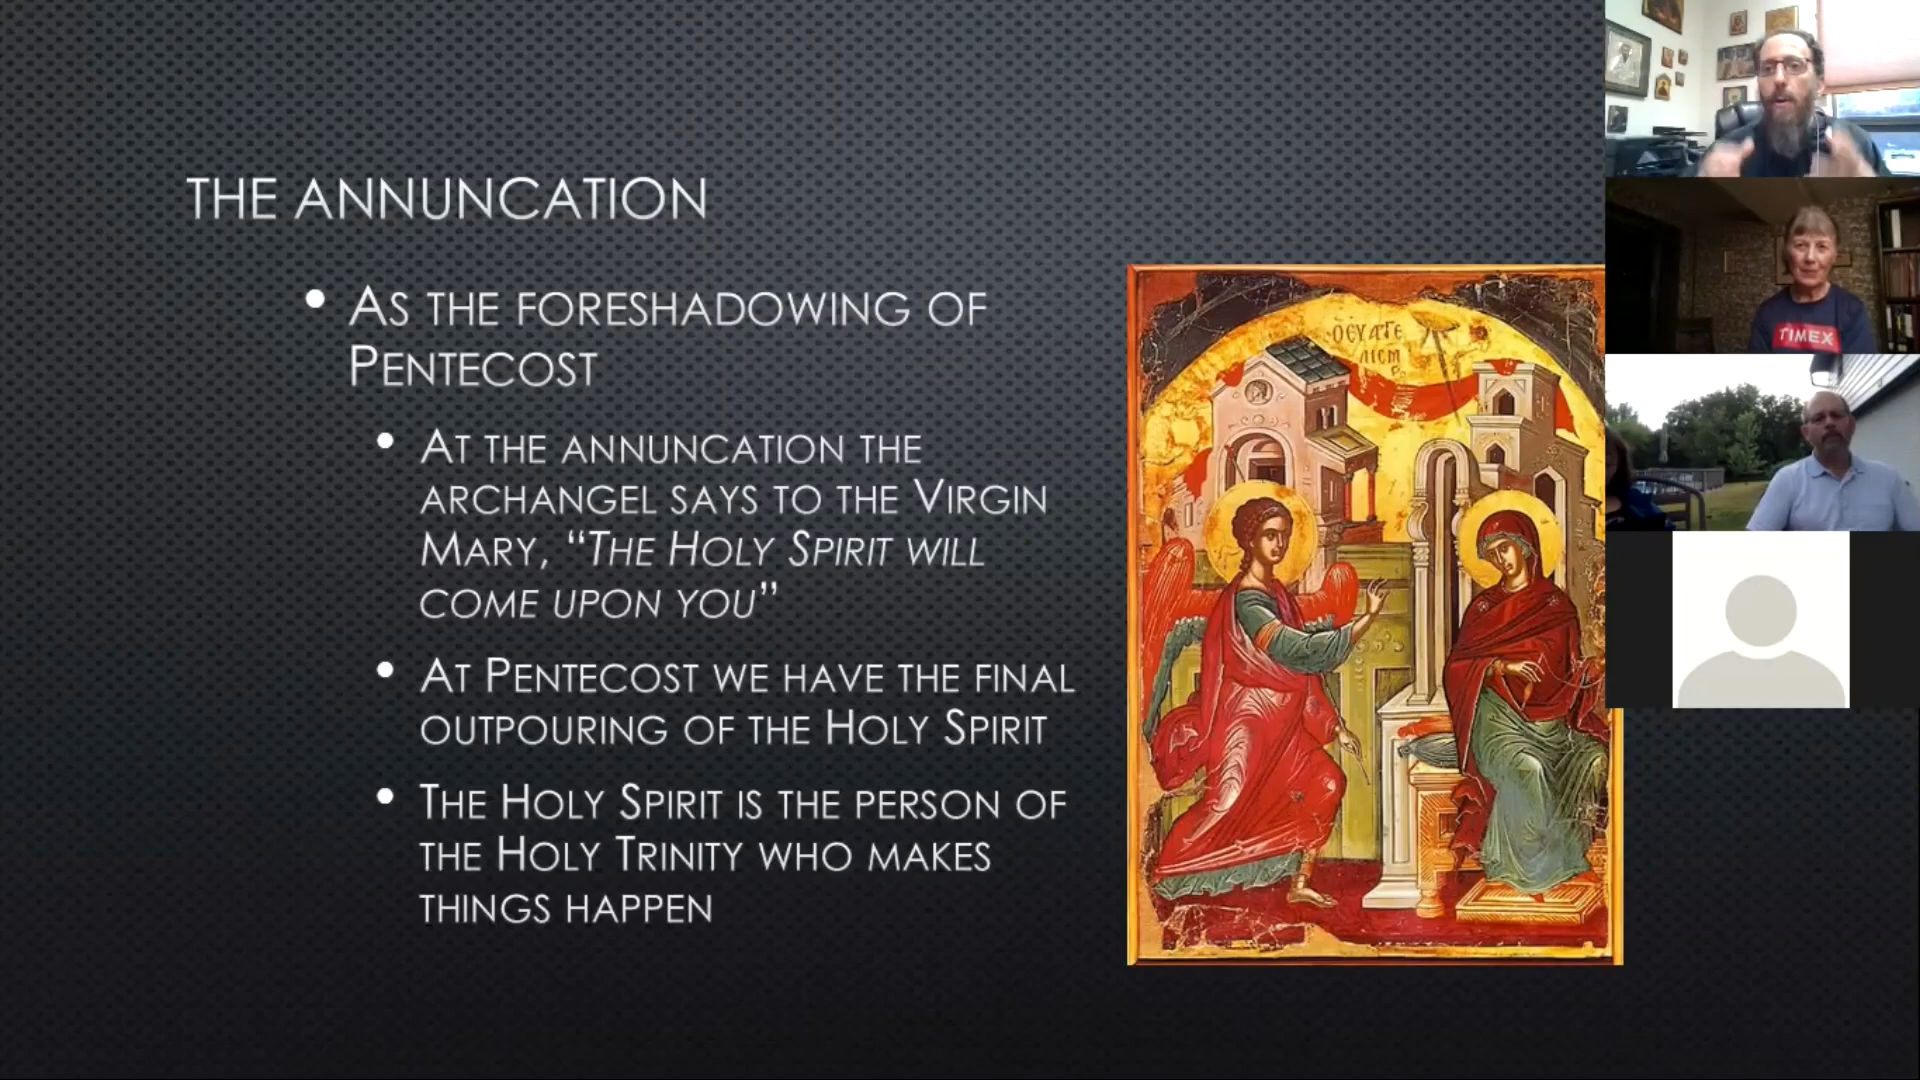 THE ANNUNCATION
• AS THE FORESHADOWING OF
PENTECOST
• AT THE ANNUNCATION THE
ARCHANGEL SAYS TO THE VIRGIN
MARY, “THE HOLY SPIRIT WILL
COME UPON YOU”
• AT PENTECOST WE HAVE THE FINAL
OUTPOURING OF THE HOLY SPIRIT
• THE HOLY SPIRIT IS THE PERSON OF
THE HOLY TRINITY WHO MAKES
THINGS HAPPEN
TIMEX